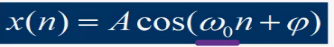 x(n) = A cos(ω₀n + φ)